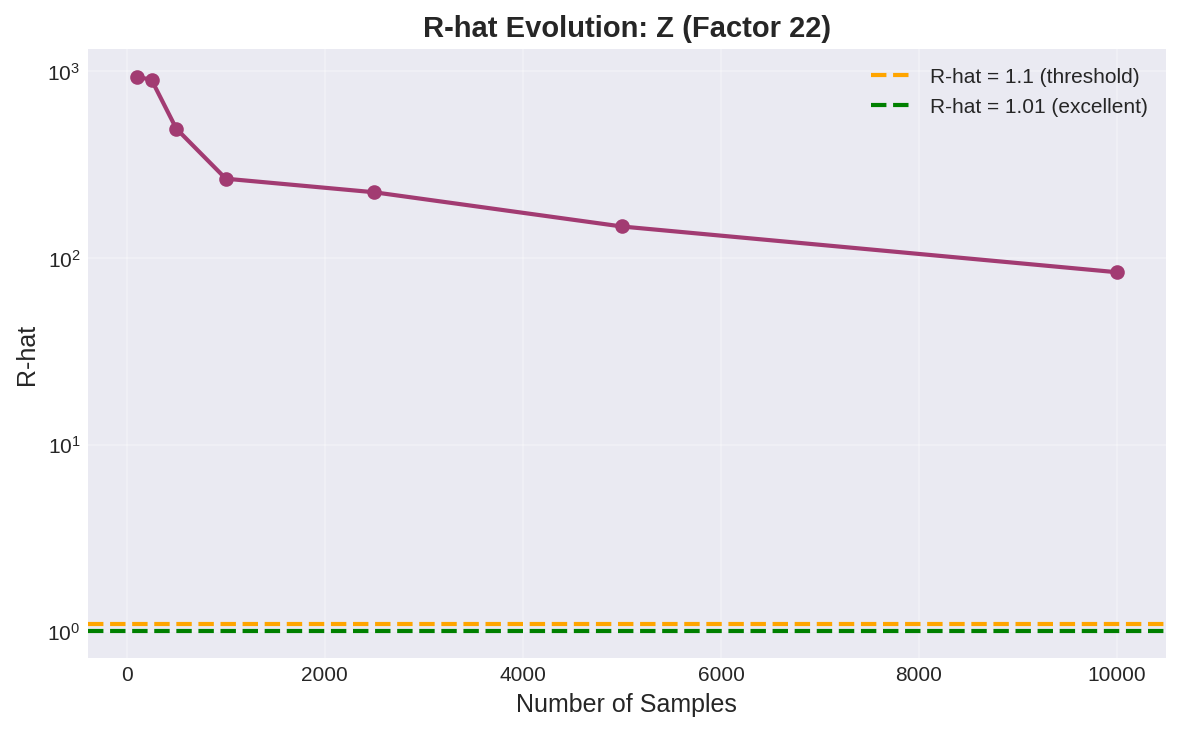 R-hat Evolution: Z (Factor 22)
R-hat = 1.1 (threshold)
R-hat = 1.01 (excellent)
10³
10²
10¹
10⁰
R-hat
0 2000 4000 6000 8000 10000
Number of Samples